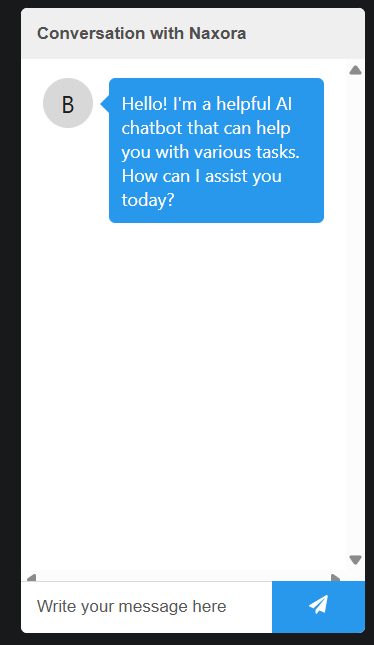 Conversation with Naxora
B
Hello! I'm a helpful AI
chatbot that can help
you with various tasks.
How can I assist you
today?
Write your message here